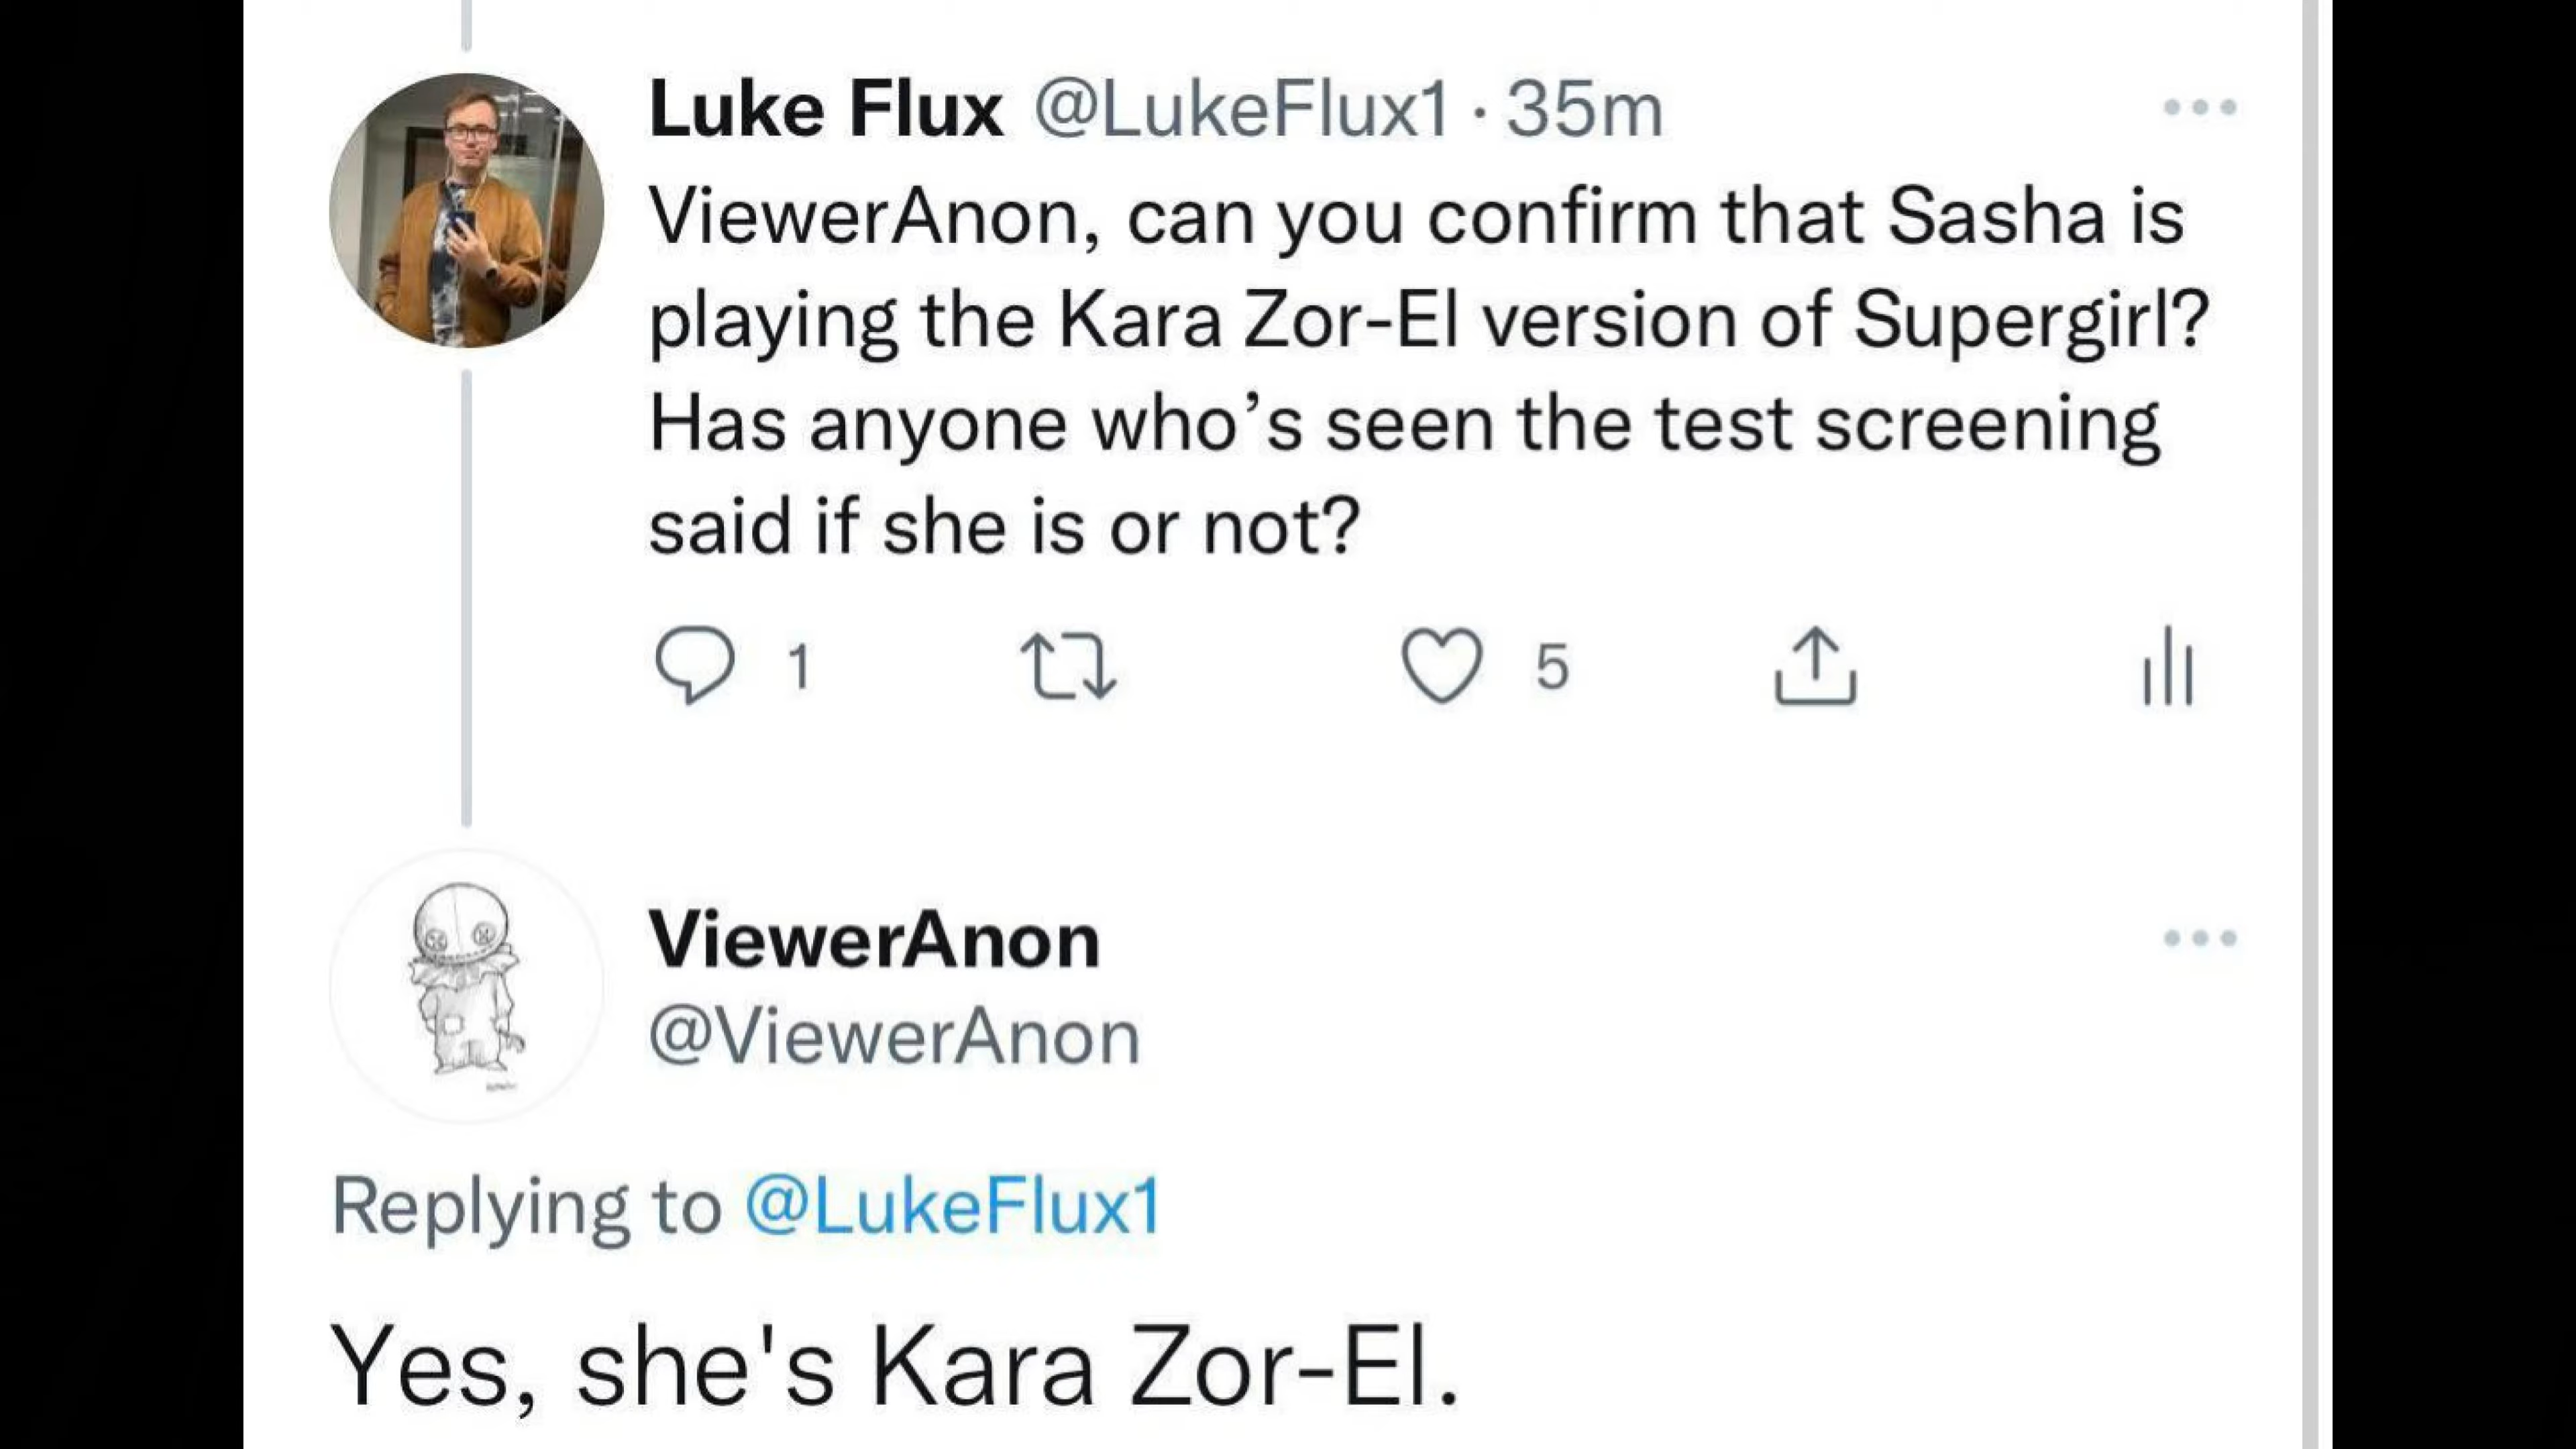 Luke Flux @LukeFlux1 · 35m
ViewerAnon, can you confirm that Sasha is
playing the Kara Zor-El version of Supergirl?
Has anyone who’s seen the test screening
said if she is or not?
1 5
ViewerAnon
@ViewerAnon
Replying to @LukeFlux1
Yes, she's Kara Zor-El.